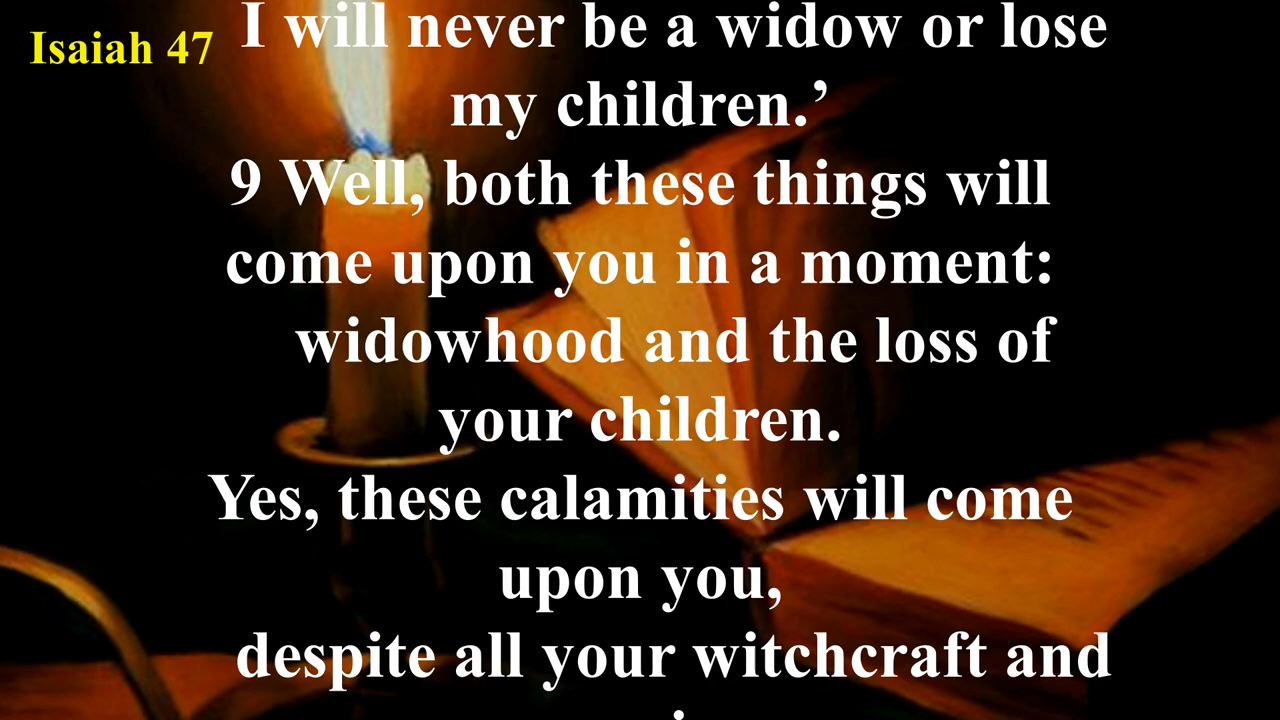 Isaiah 47
I will never be a widow or lose
my children.’
9 Well, both these things will
come upon you in a moment:
widowhood and the loss of
your children.
Yes, these calamities will come
upon you,
despite all your witchcraft and